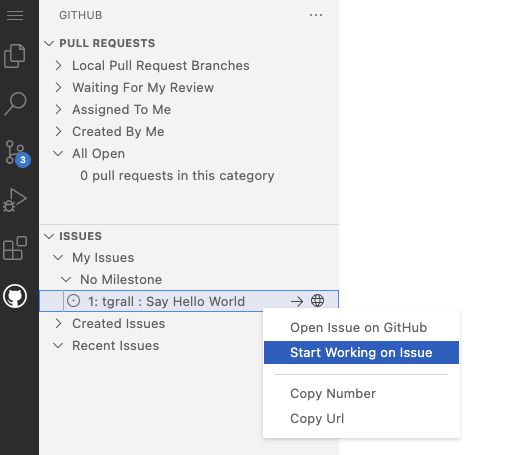 GITHUB
PULL REQUESTS
Local Pull Request Branches
Waiting For My Review
Assigned To Me
Created By Me
All Open
0 pull requests in this category
3
ISSUES
My Issues
No Milestone
1: tgrall : Say Hello World
Created Issues
Recent Issues
Open Issue on GitHub
Start Working on Issue
Copy Number
Copy Url